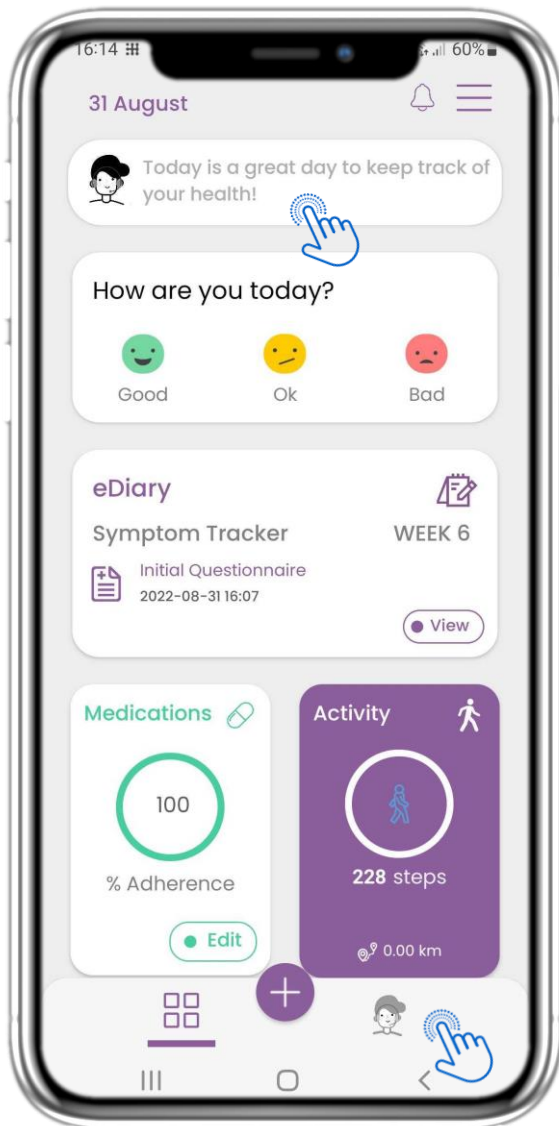 16:14
60%
31 August
Today is a great day to keep track of
your health!
How are you today?
Good Ok Bad
eDiary
Symptom Tracker WEEK 6
Initial Questionnaire
2022-08-31 16:07
View
Medications Activity
100
% Adherence 228 steps
Edit 0.00 km